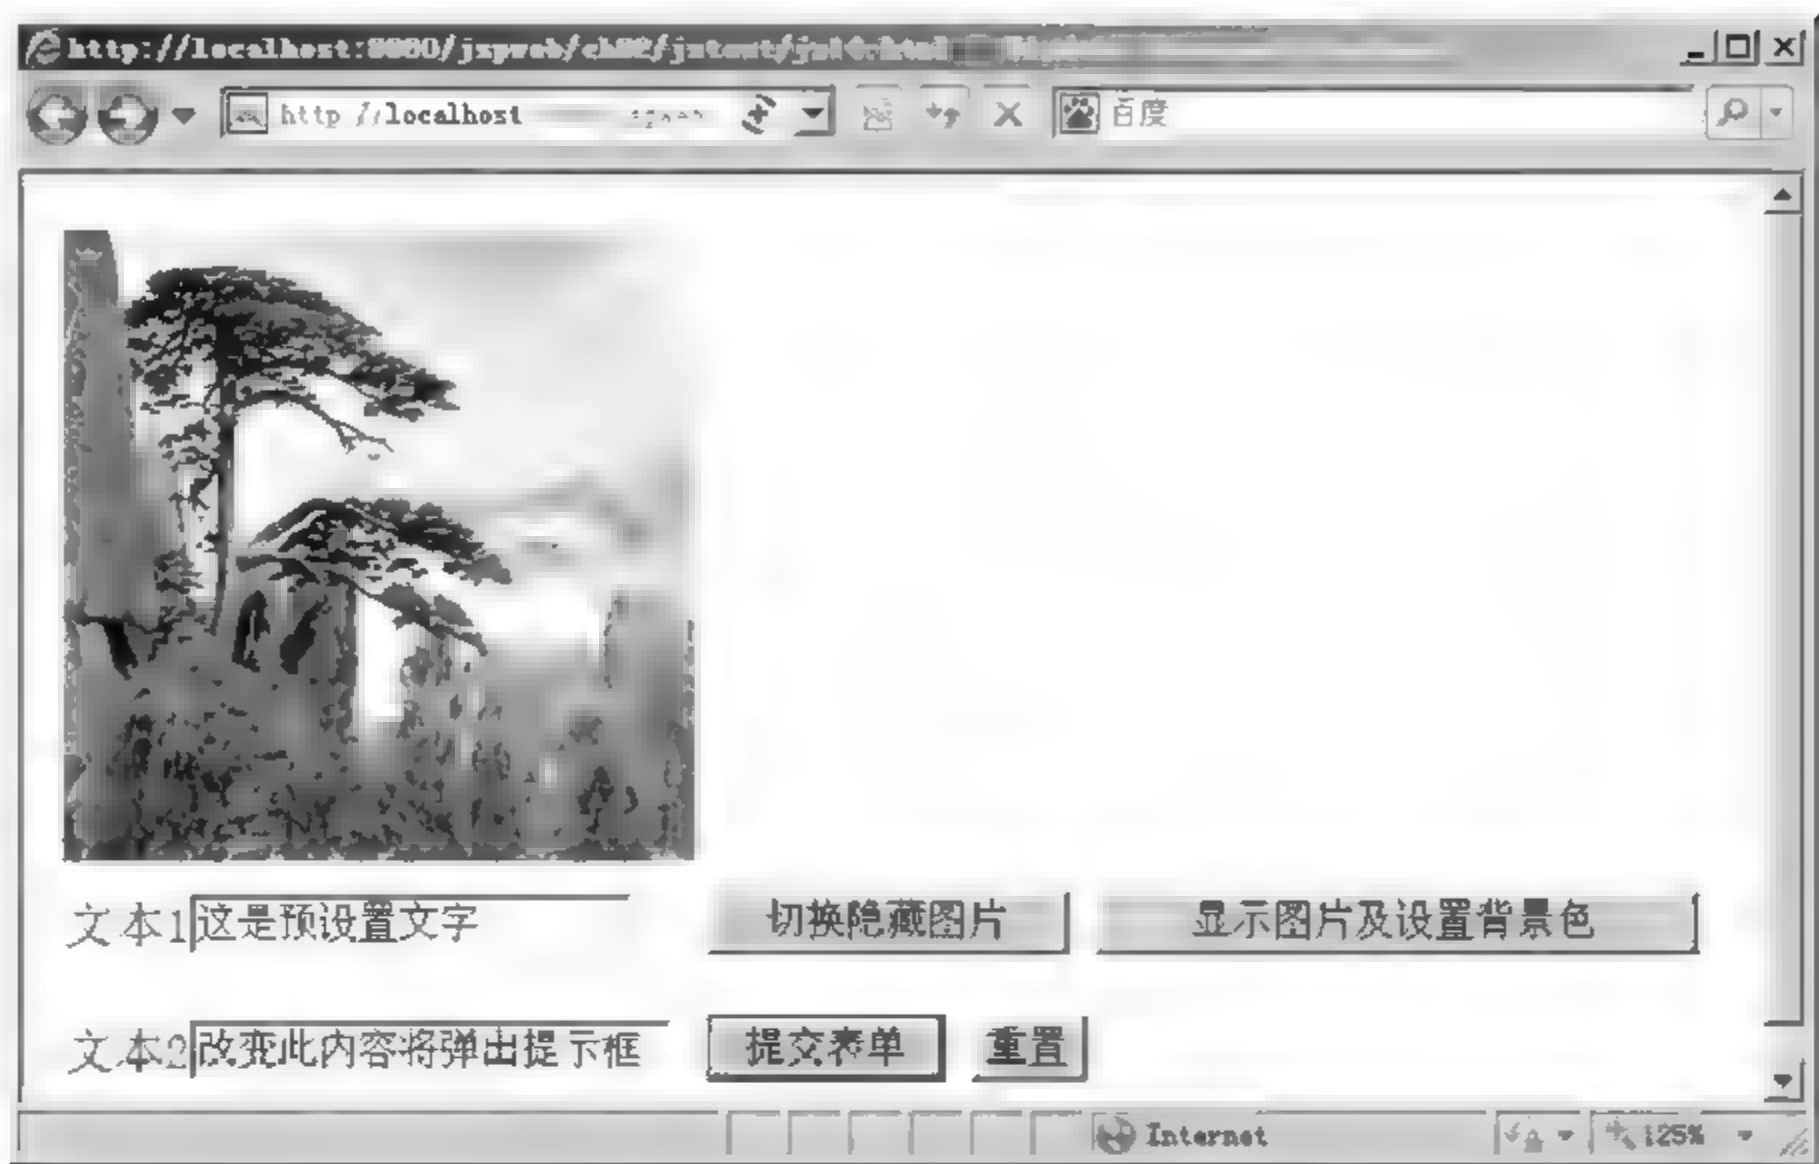 http://localhost:8080/jspweb/ch02/jstest/
http://localhost
百度
文本1 这是预设置文字 切换隐藏图片 显示图片及设置背景色
文本2 改变此内容将弹出提示框 提交表单 重置
Internet 125%